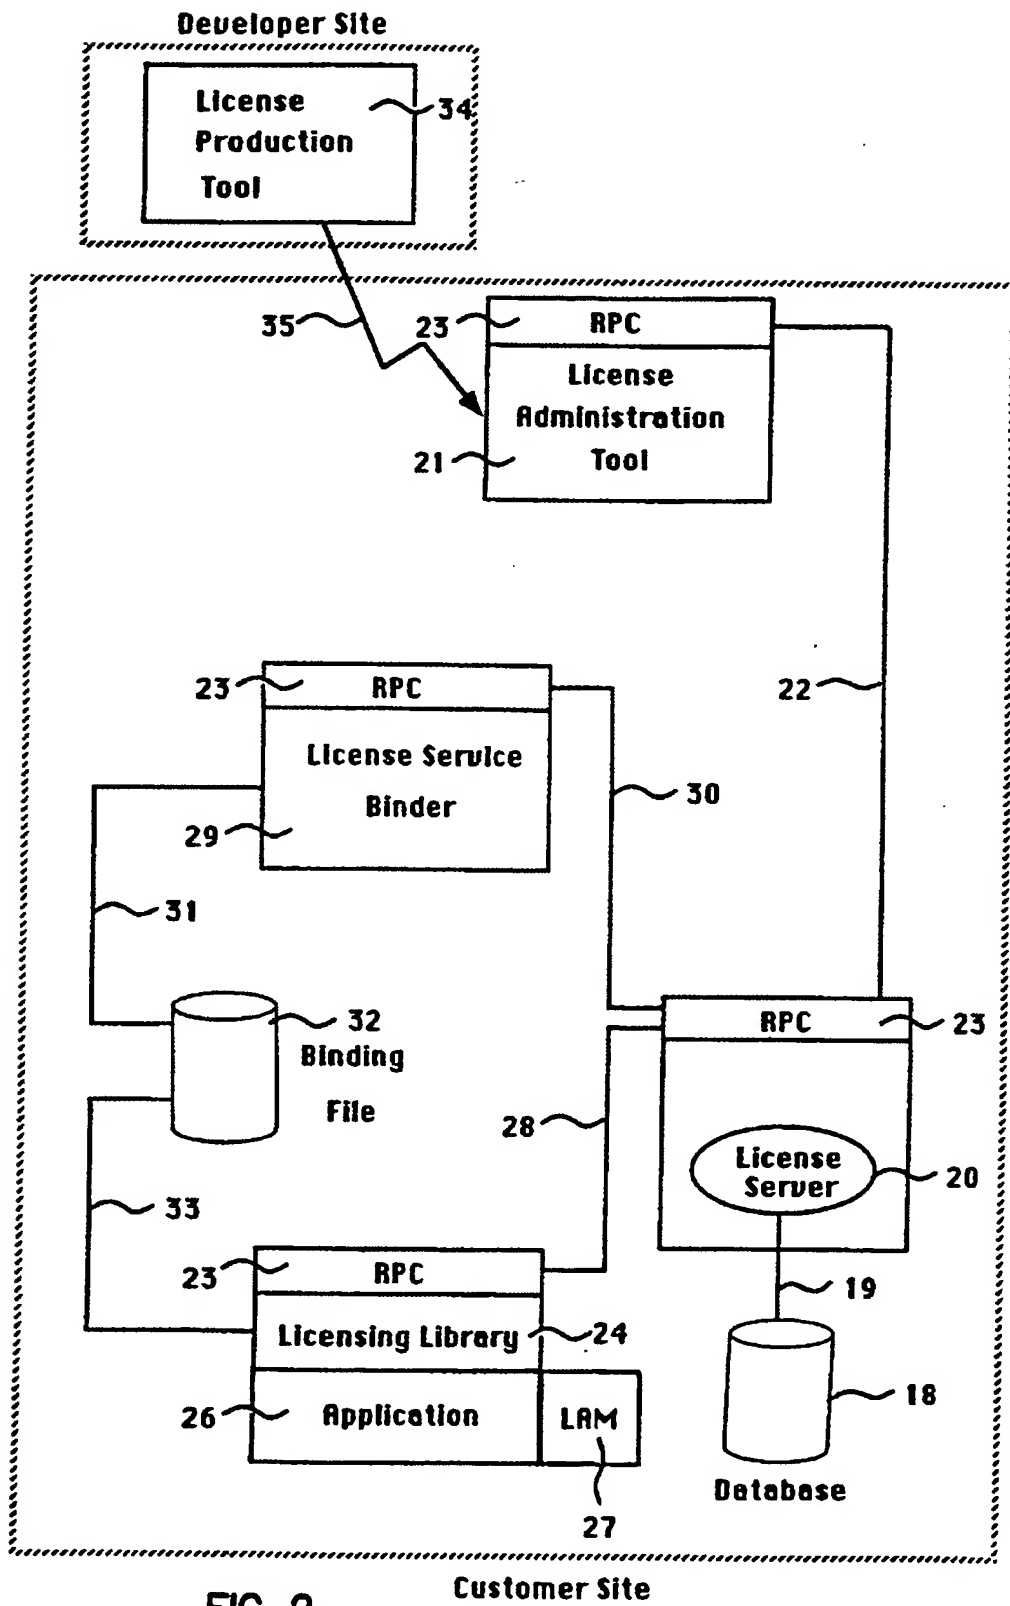 Developer Site
License
Production
Tool
34
35
23
RPC
License
Administration
Tool
21
22
23
RPC
License Service
Binder
29
30
31
32
Binding
File
RPC
23
28
License
Server
20
33
23
RPC
19
Licensing Library
24
26
Application
LAM
18
27
Database
Customer Site